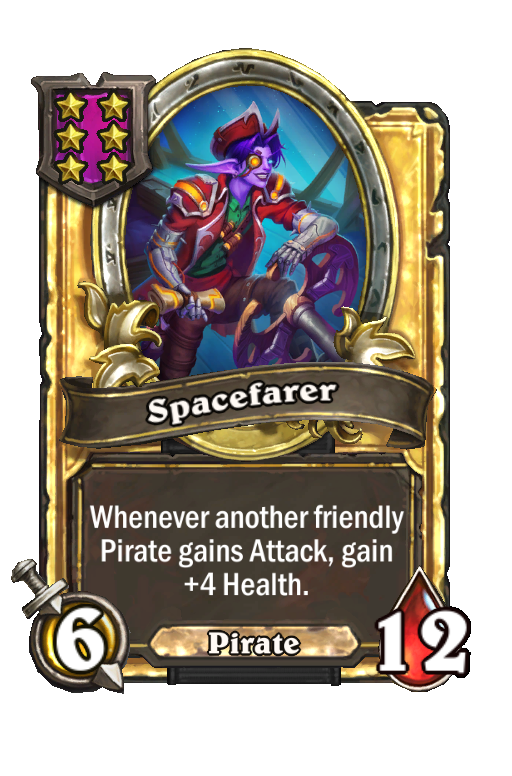 Spacefarer
Whenever another friendly
Pirate gains Attack, gain
+4 Health.
6
Pirate
12